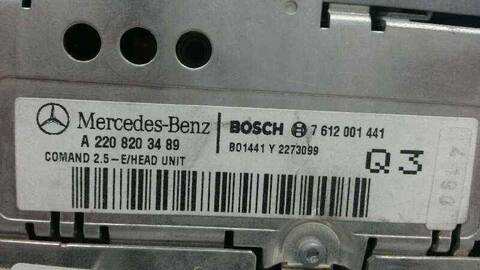 Mercedes-Benz BOSCH 7 612 001 441
A 220 820 34 89 B01441 Y 2273099
COMAND 2.5-E/HEAD UNIT
Q3